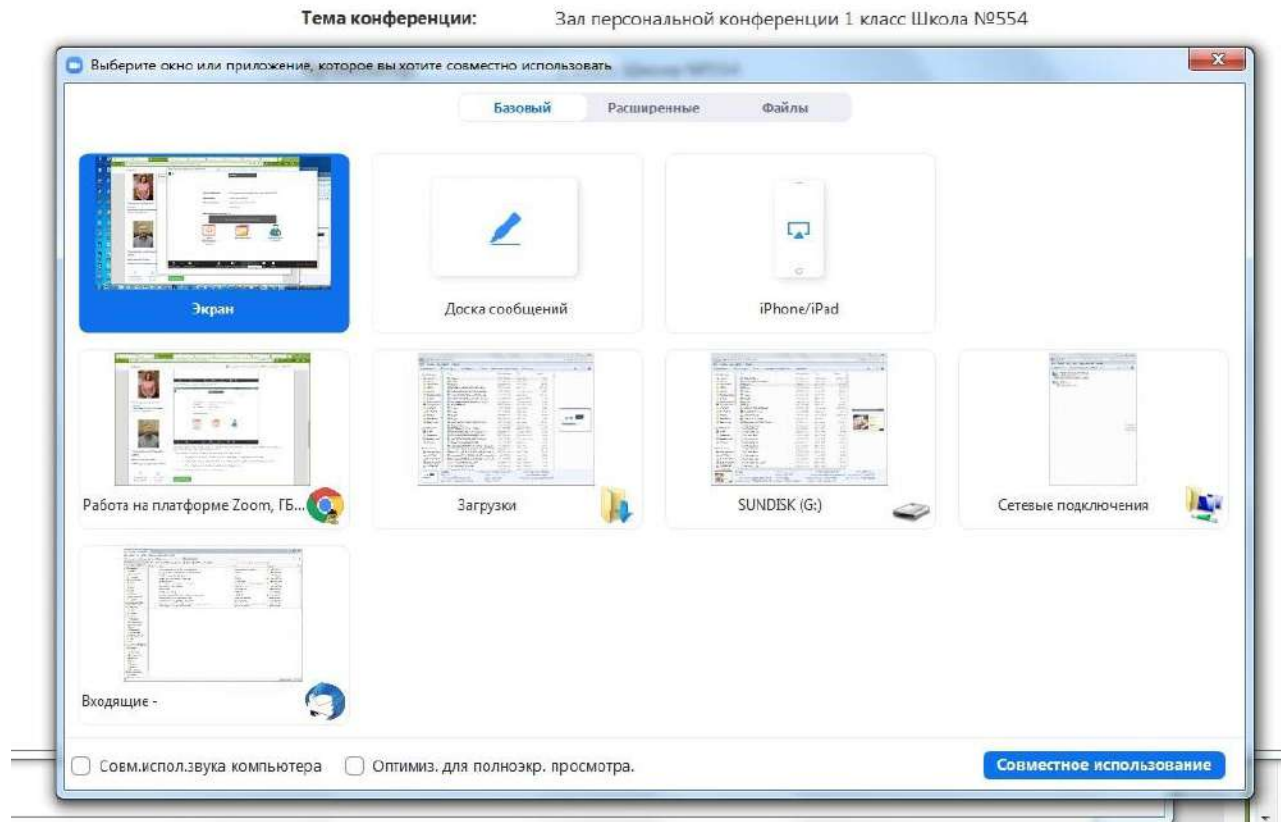 Тема конференции: Зал персональной конференции 1 класс Школа №554
Выберите окно или приложение, которое вы хотите совместно использовать
Базовый Расширенные Файлы
Экран Доска сообщений iPhone/iPad
Работа на платформе Zoom, ГБ... Загрузки SUNDISK (G:) Сетевые подключения
Входящие -
Совм.испол.звука компьютера Оптимиз. для полноэкр. просмотра. Совместное использование